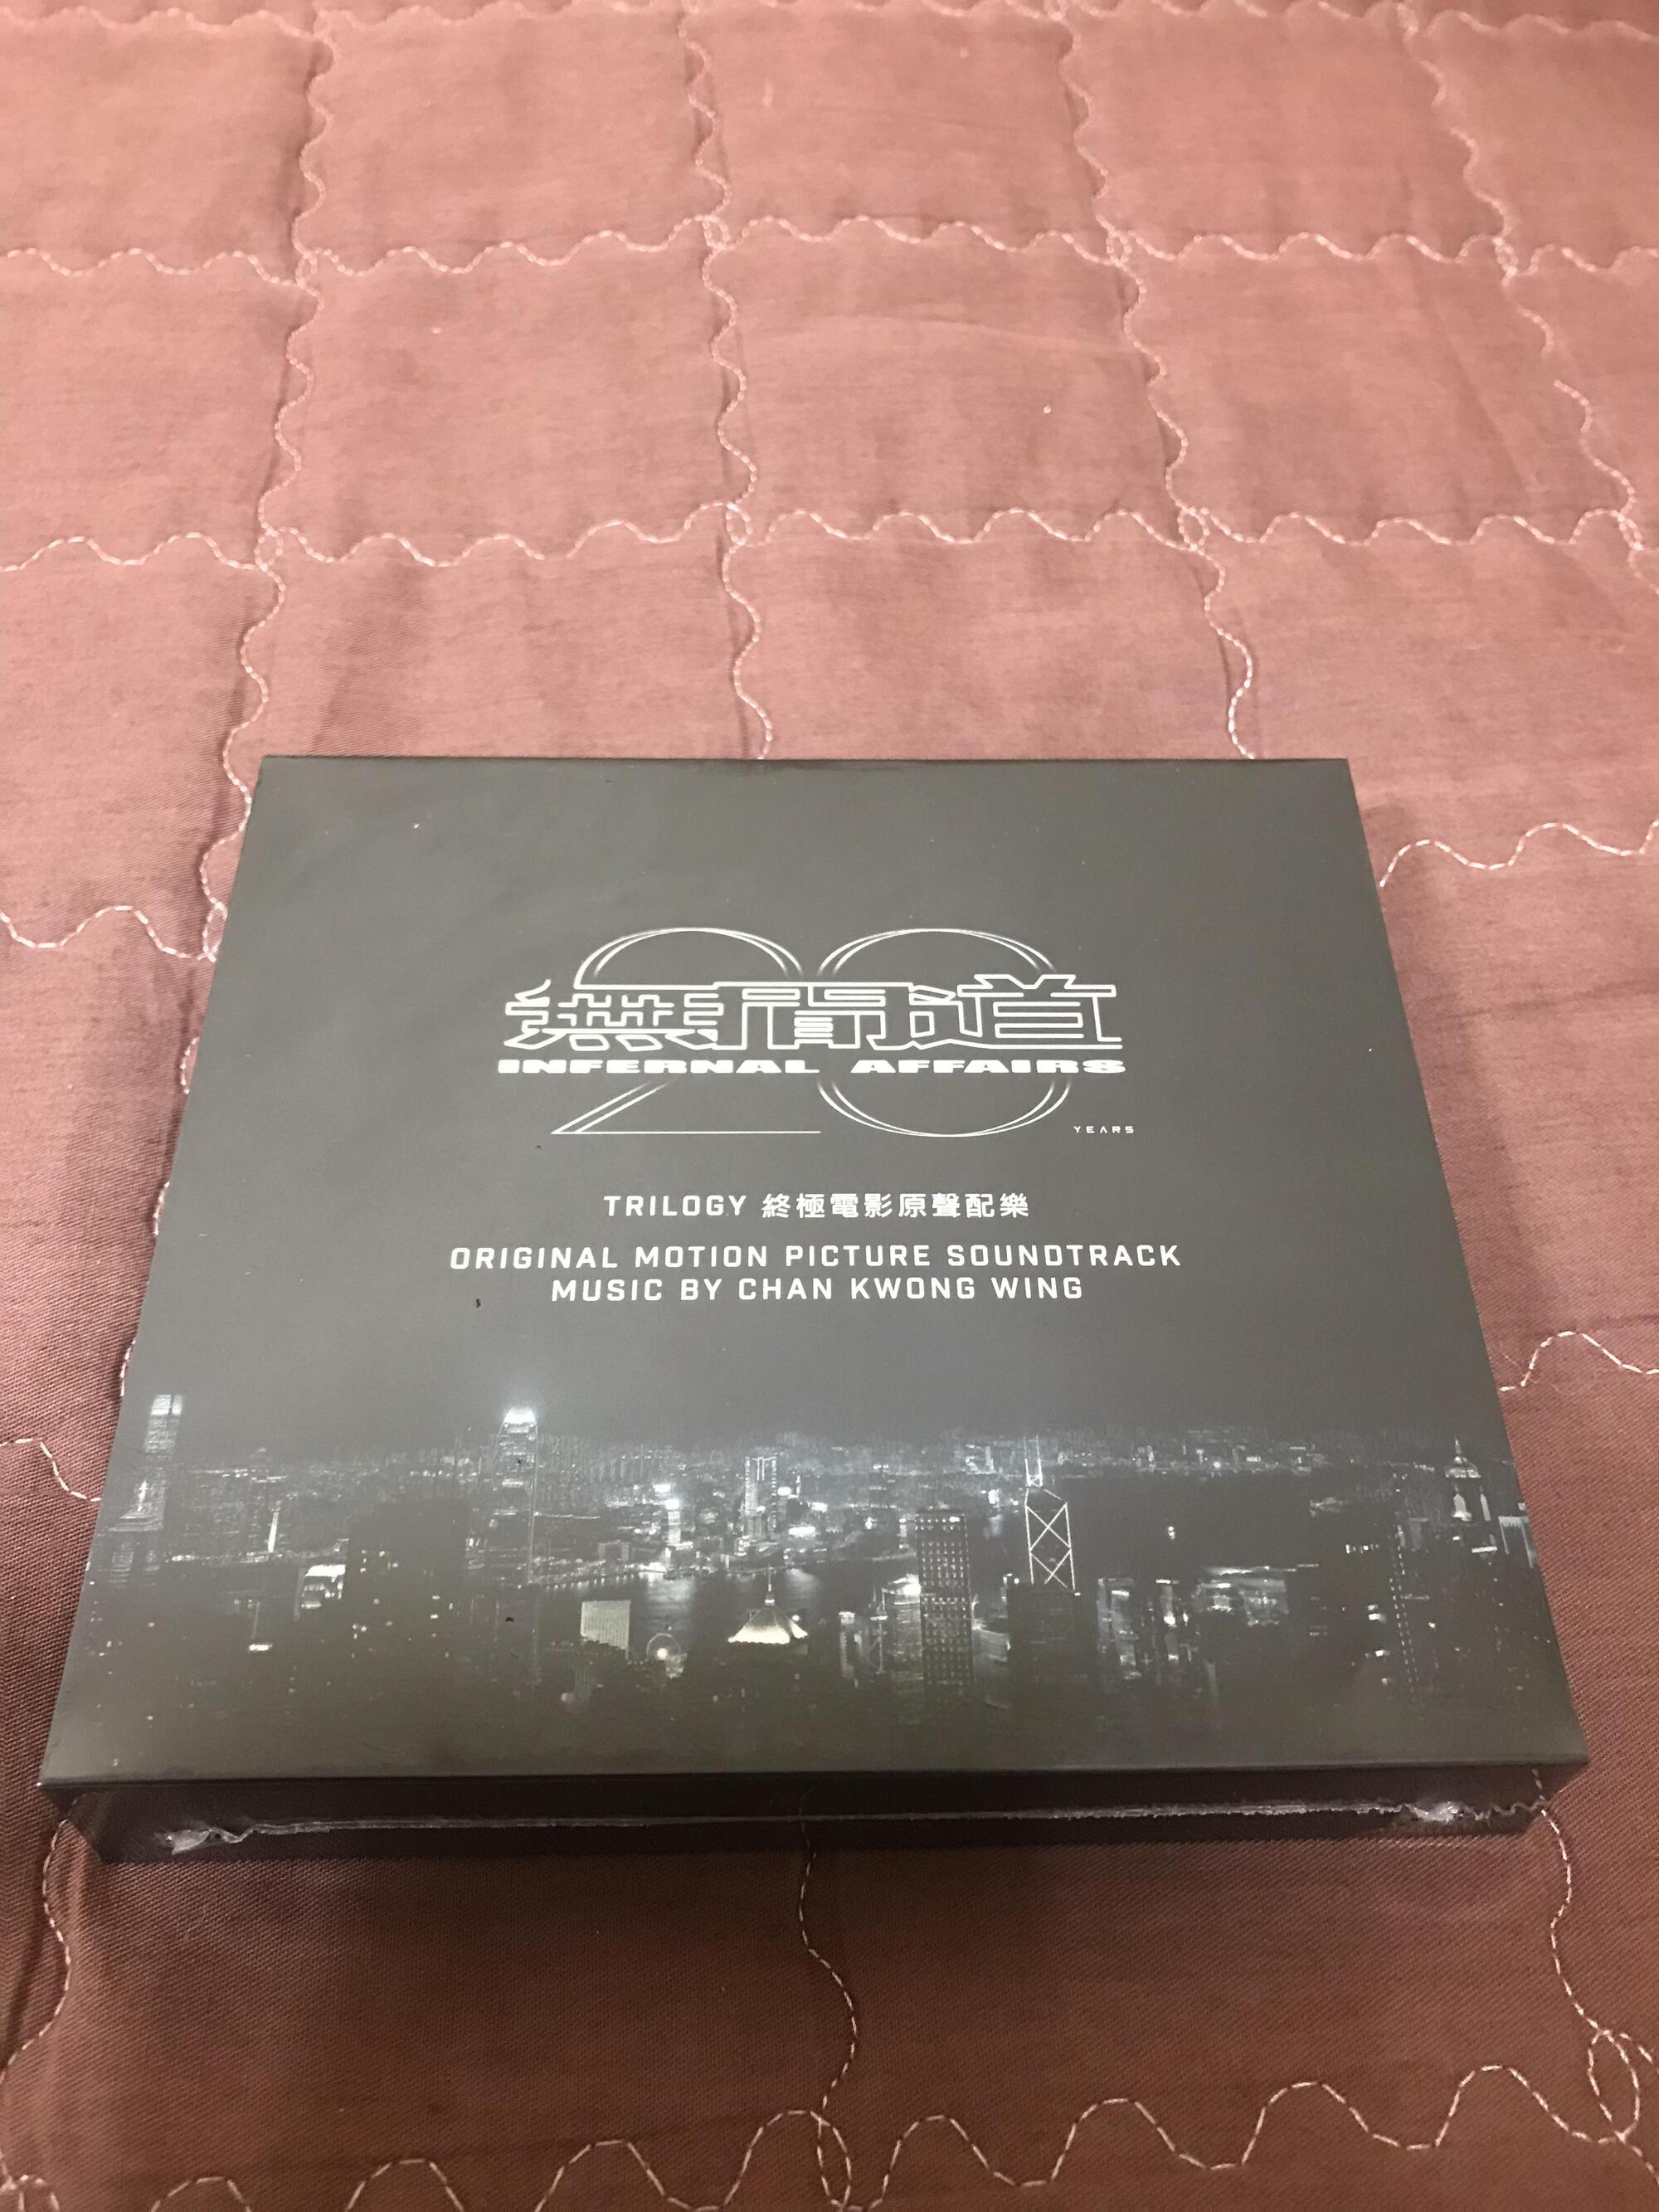 20
無間道
INFERNAL AFFAIRS
YEARS
TRILOGY 終極電影原聲配樂
ORIGINAL MOTION PICTURE SOUNDTRACK
MUSIC BY CHAN KWONG WING